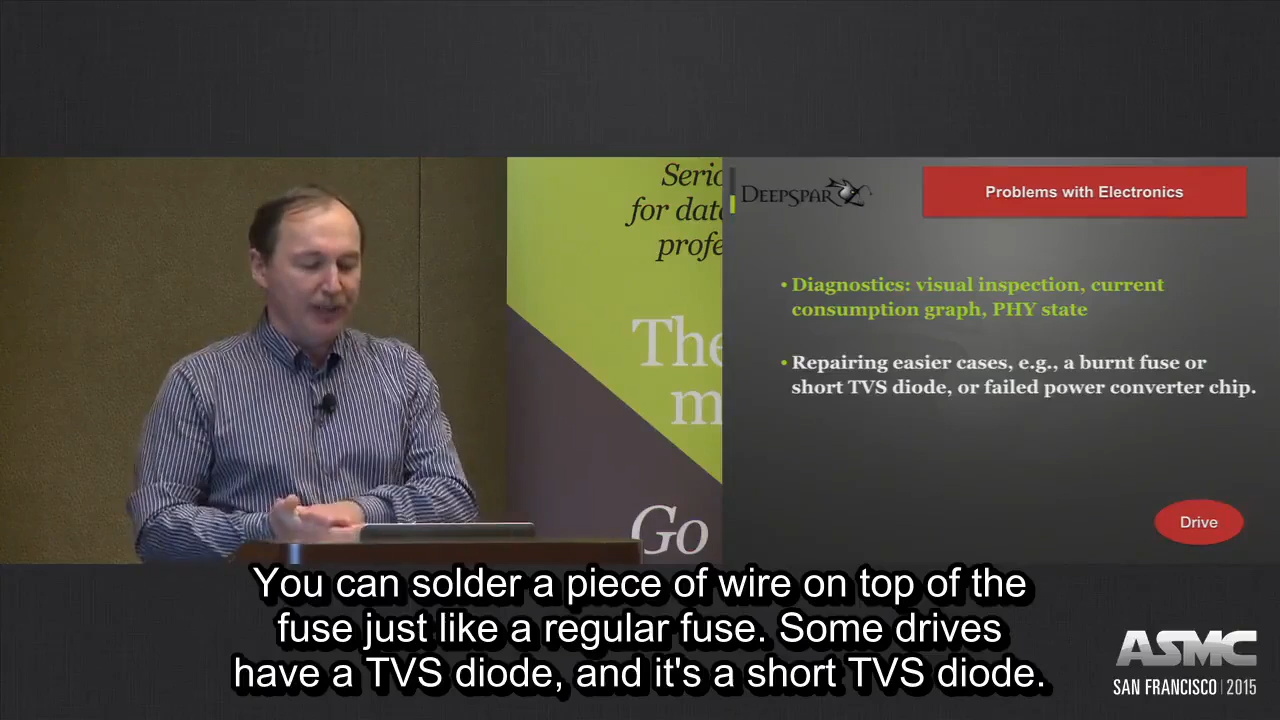 Serio
for data
profe
The
m
Go
DEEPSPAR
Problems with Electronics
• Diagnostics: visual inspection, current
consumption graph, PHY state
• Repairing easier cases, e.g., a burnt fuse or
short TVS diode, or failed power converter chip.
Drive
You can solder a piece of wire on top of the
fuse just like a regular fuse. Some drives
have a TVS diode, and it's a short TVS diode.
ASMC
SAN FRANCISCO | 2015